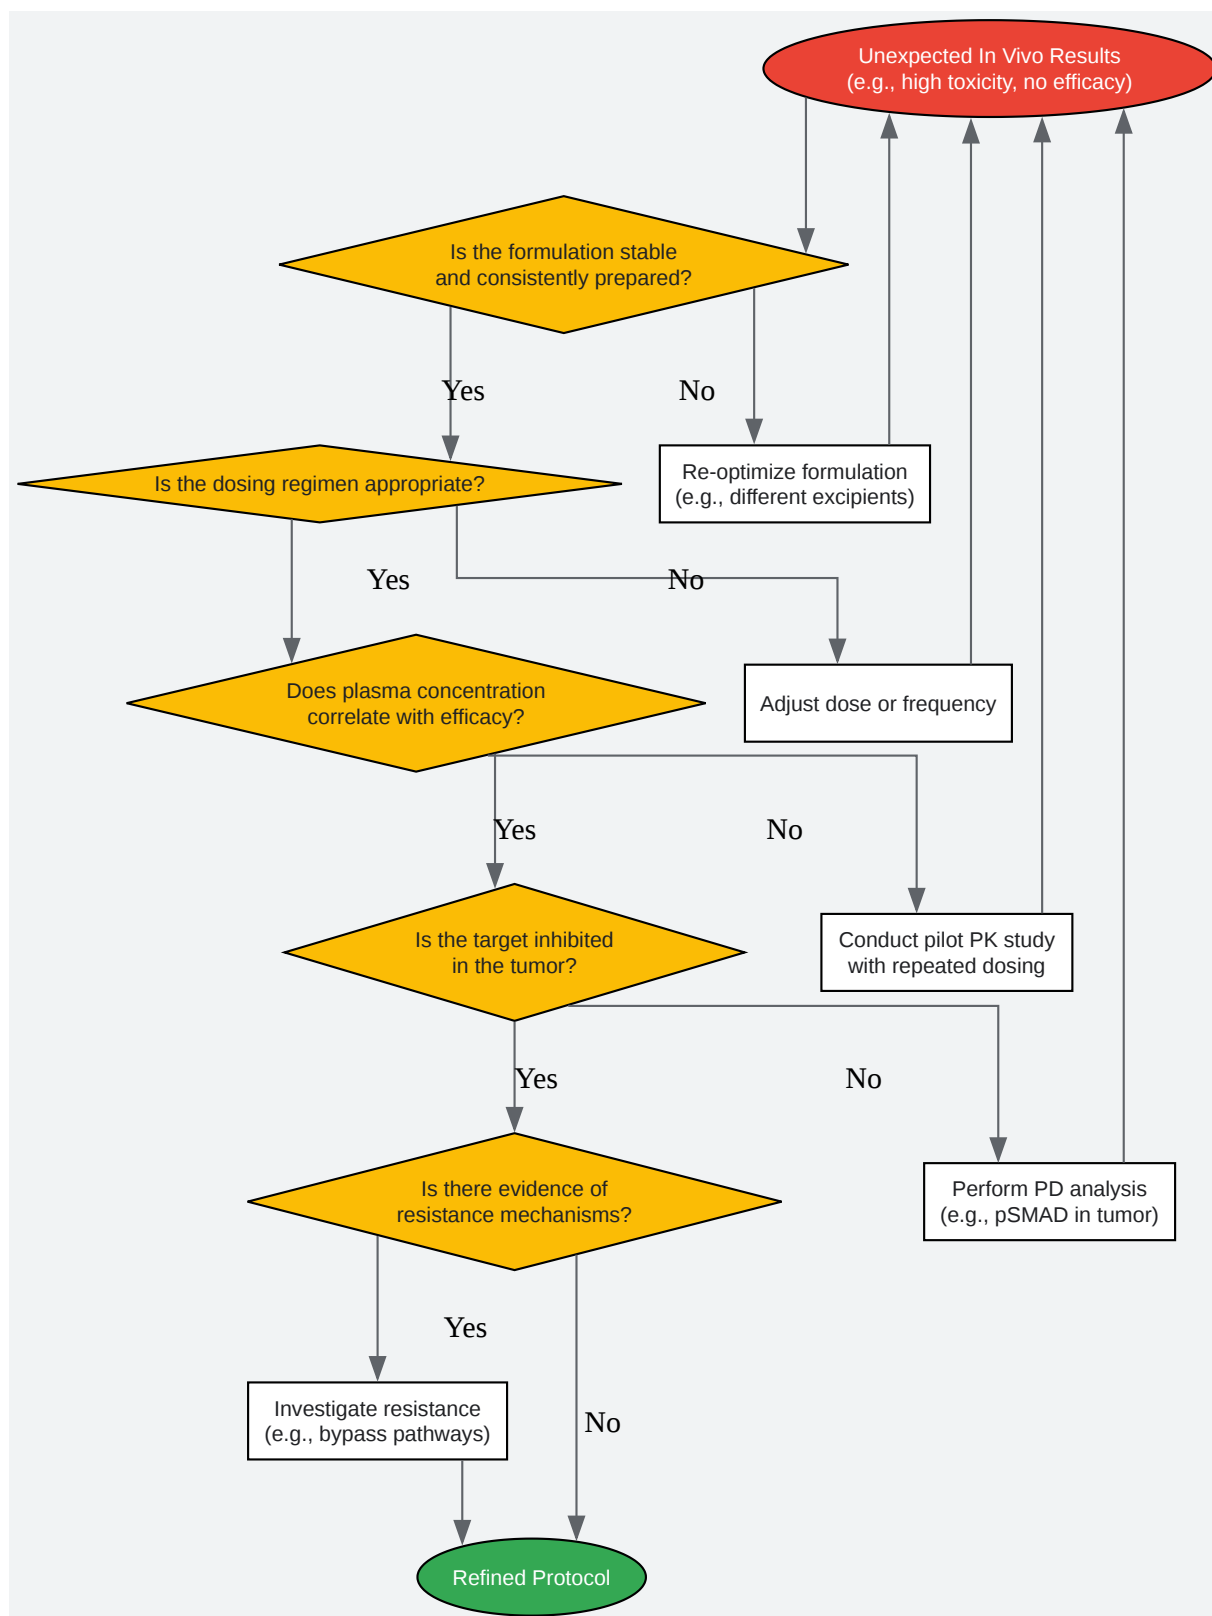 Unexpected In Vivo Results
(e.g., high toxicity, no efficacy)
Is the formulation stable
and consistently prepared?
Yes
No
Is the dosing regimen appropriate?
Re-optimize formulation
(e.g., different excipients)
Yes
No
Does plasma concentration
correlate with efficacy?
Adjust dose or frequency
Yes
No
Is the target inhibited
in the tumor?
Conduct pilot PK study
with repeated dosing
Yes
No
Is there evidence of
resistance mechanisms?
Perform PD analysis
(e.g., pSMAD in tumor)
Yes
Investigate resistance
(e.g., bypass pathways)
No
Refined Protocol